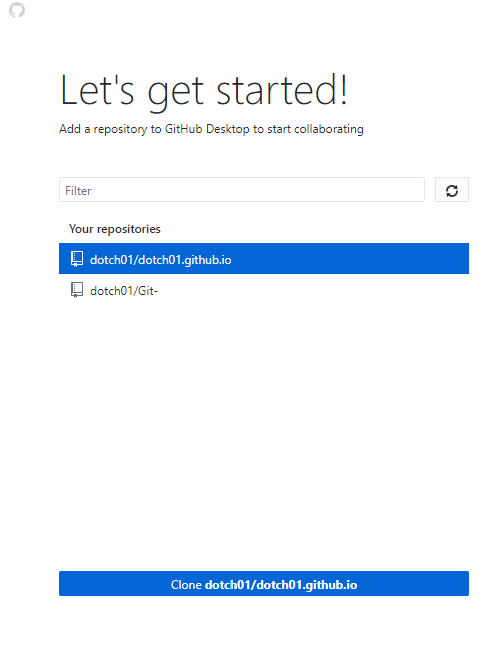 Let's get started!
Add a repository to GitHub Desktop to start collaborating
Filter
Your repositories
dotch01/dotch01.github.io
dotch01/Git-
Clone dotch01/dotch01.github.io